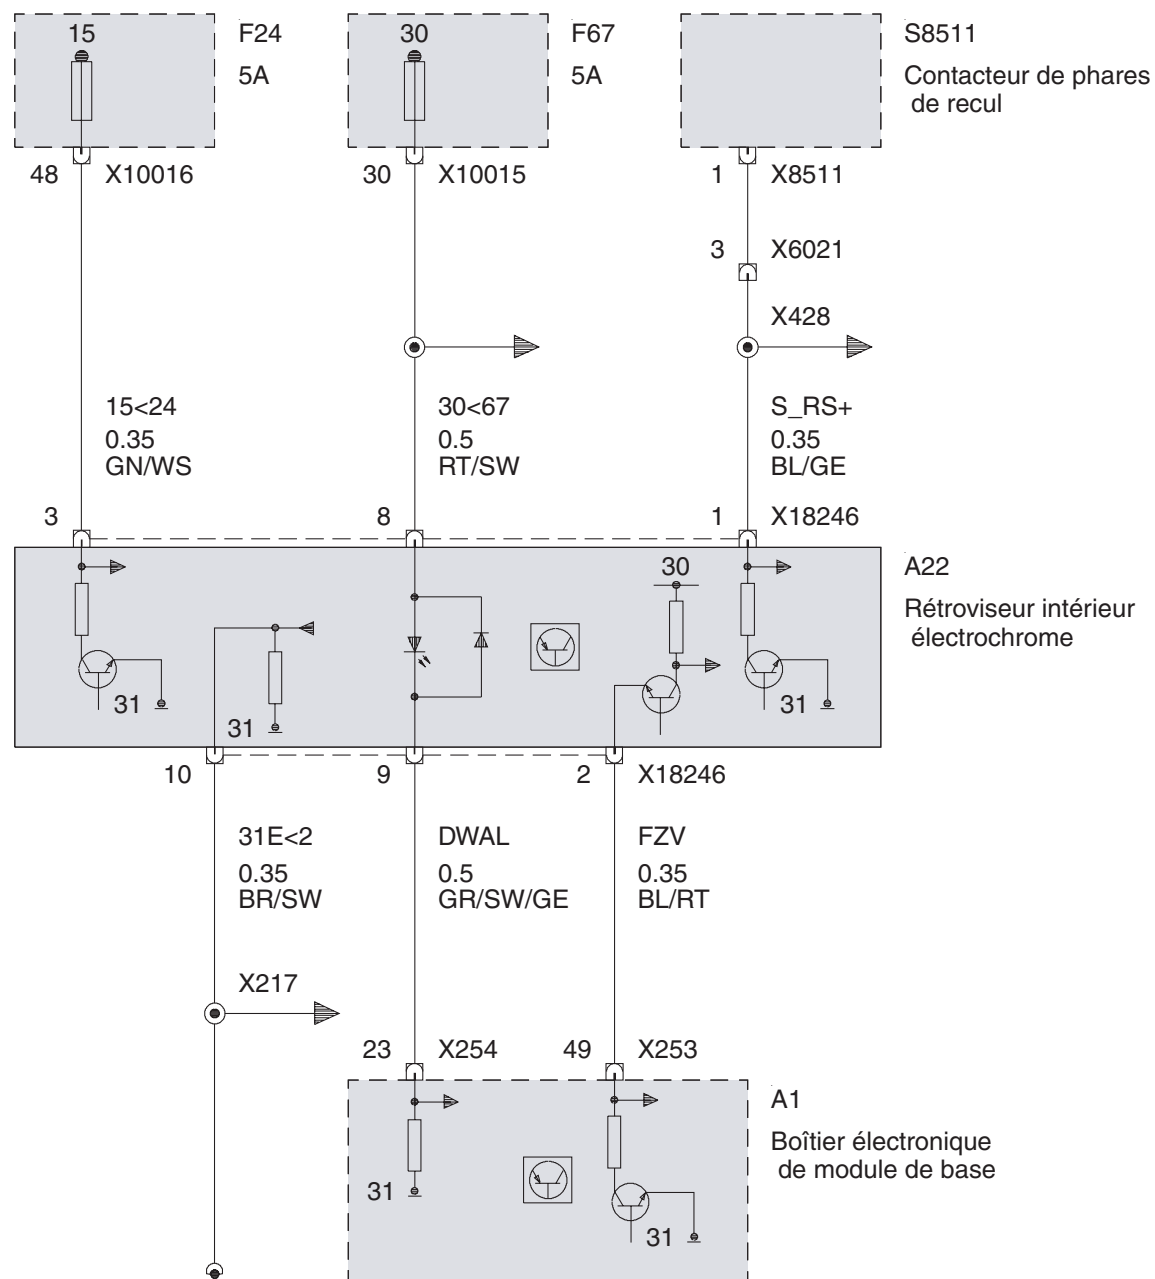 15 F24 30 F67 S8511
5A 5A Contacteur de phares
de recul
48 X10016 30 X10015 1 X8511
3 X6021
X428
15<24 30<67 S_RS+
0.35 0.5 0.35
GN/WS RT/SW BL/GE
3 8 1 X18246
30 A22
Rétroviseur intérieur
électrochrome
31 31
31
10 9 2 X18246
31E<2 DWAL FZV
0.35 0.5 0.35
BR/SW GR/SW/GE BL/RT
X217
23 X254 49 X253
A1
Boîtier électronique
de module de base
31
31